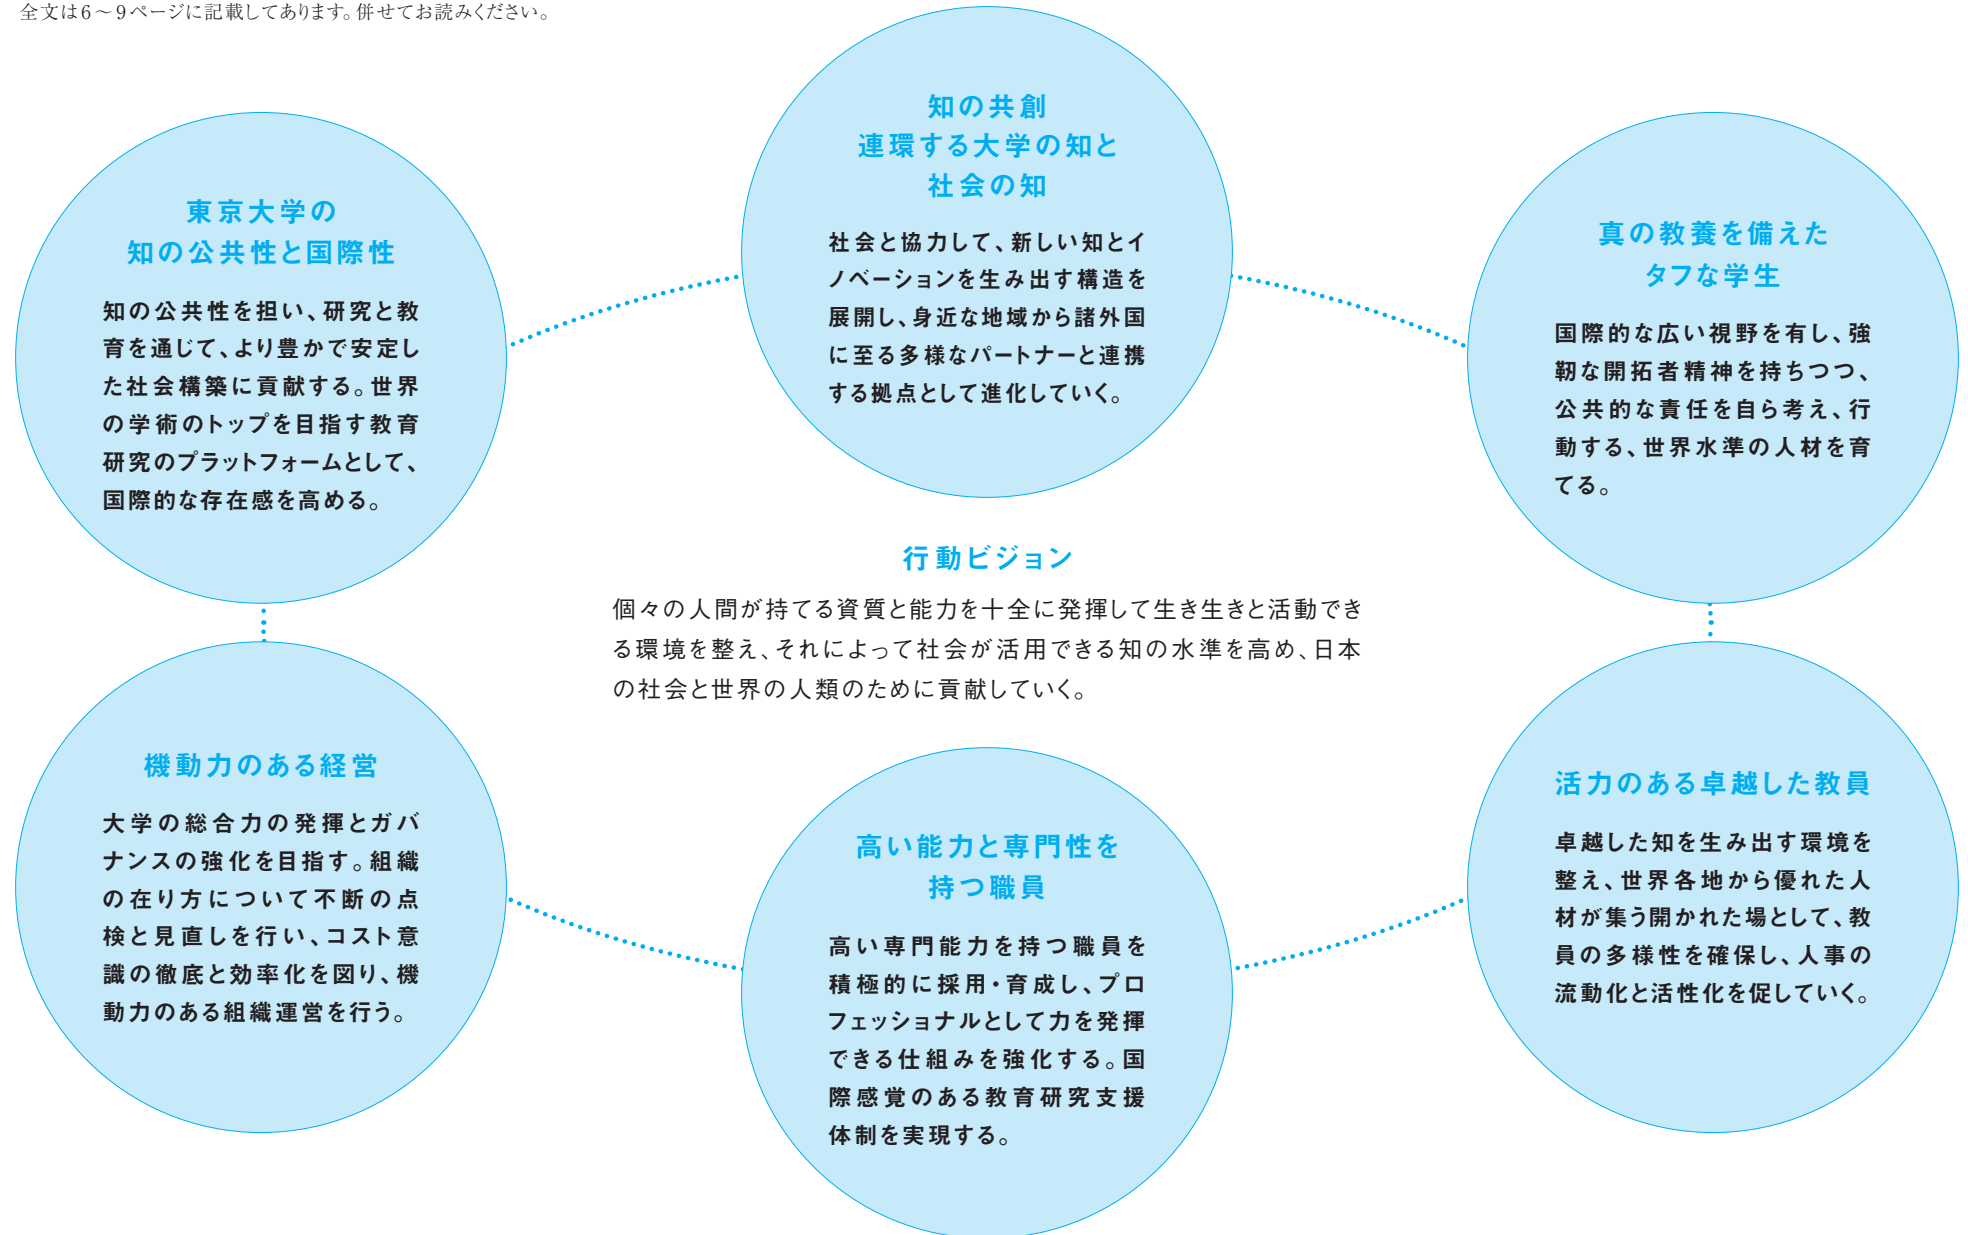 全文は6～9ページに記載してあります。併せてお読みください。
知の共創
連環する大学の知と
社会の知
社会と協力して、新しい知とイ
ノベーションを生み出す構造を
展開し、身近な地域から諸外国
に至る多様なパートナーと連携
する拠点として進化していく。
東京大学の
知の公共性と国際性
知の公共性を担い、研究と教
育を通じて、より豊かで安定し
た社会構築に貢献する。世界
の学術のトップを目指す教育
研究のプラットフォームとして、
国際的な存在感を高める。
真の教養を備えた
タフな学生
国際的な広い視野を有し、強
靭な開拓者精神を持ちつつ、
公共的な責任を自ら考え、行
動する、世界水準の人材を育
てる。
行動ビジョン
個々の人間が持てる資質と能力を十全に発揮して生き生きと活動でき
る環境を整え、それによって社会が活用できる知の水準を高め、日本
の社会と世界の人類のために貢献していく。
機動力のある経営
大学の総合力の発揮とガバ
ナンスの強化を目指す。組織
の在り方について不断の点
検と見直しを行い、コスト意
識の徹底と効率化を図り、機
動力のある組織運営を行う。
高い能力と専門性を
持つ職員
高い専門能力を持つ職員を
積極的に採用・育成し、プロ
フェッショナルとして力を発揮
できる仕組みを強化する。国
際感覚のある教育研究支援
体制を実現する。
活力のある卓越した教員
卓越した知を生み出す環境を
整え、世界各地から優れた人
材が集う開かれた場として、教
員の多様性を確保し、人事の
流動化と活性化を促していく。